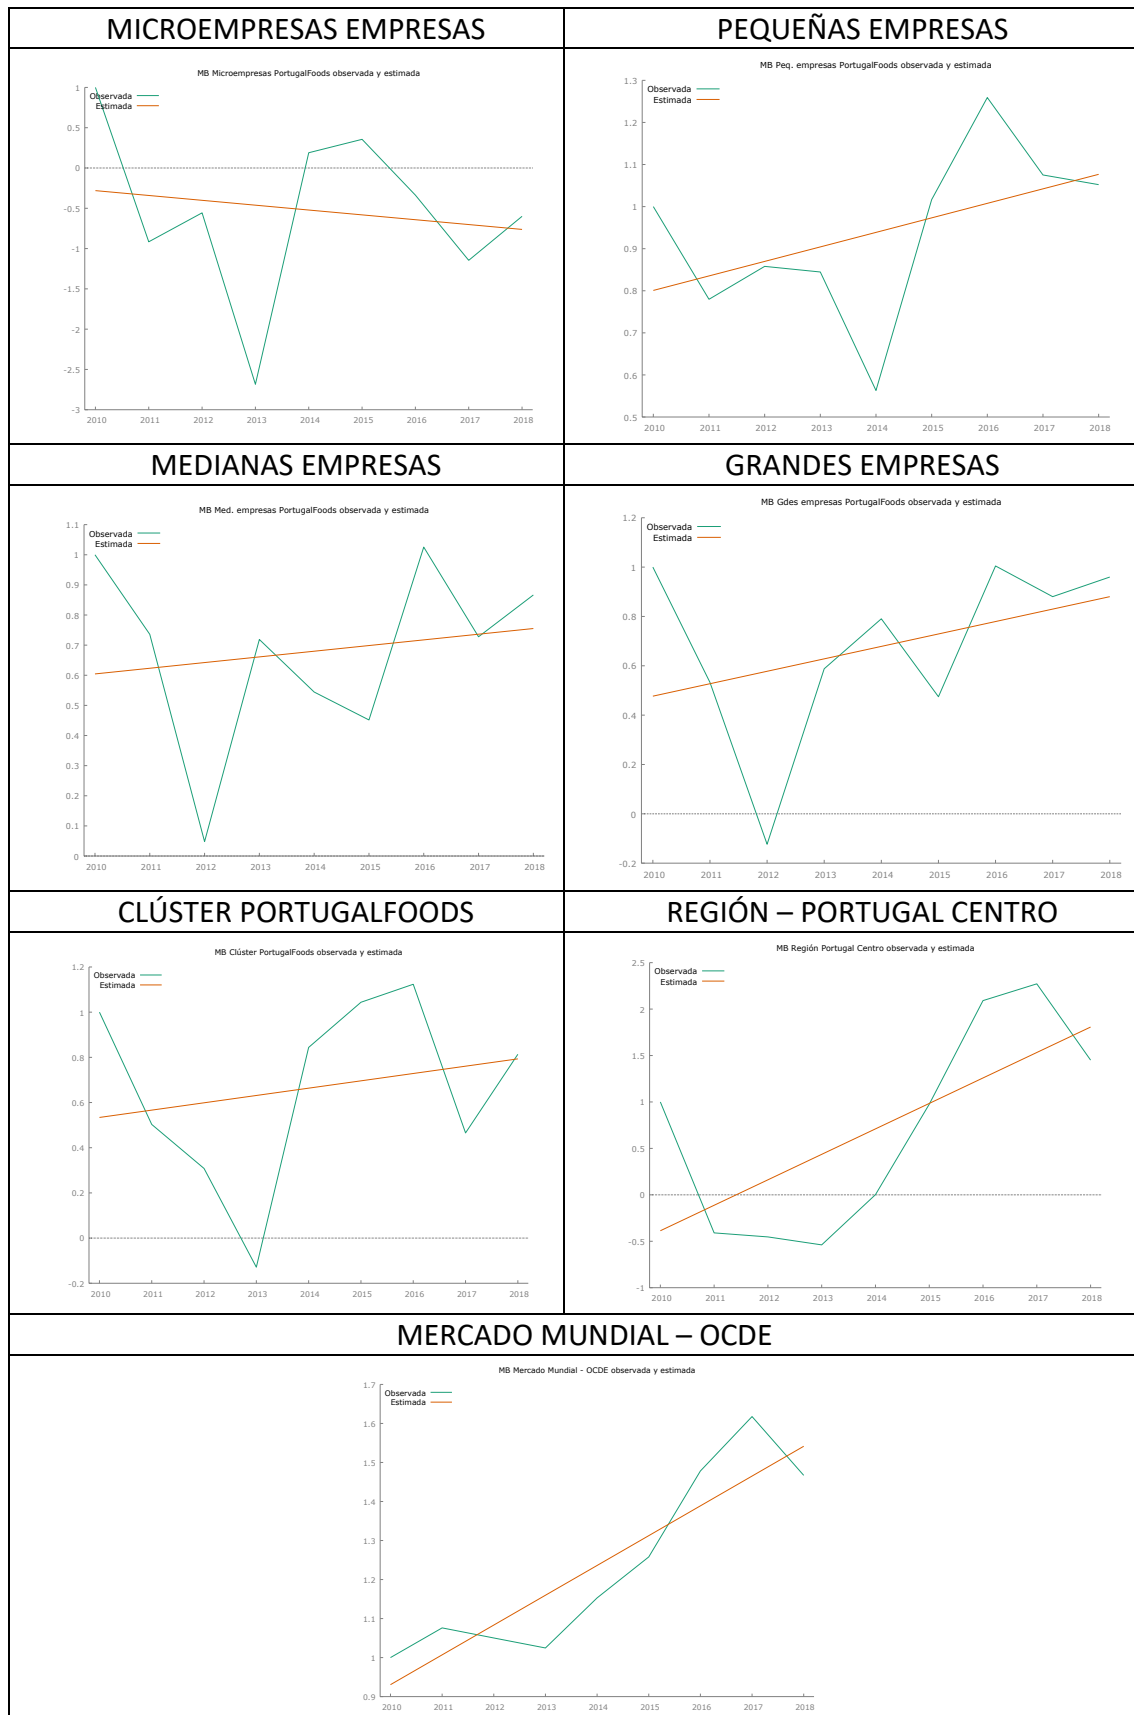 MICROEMPRESAS EMPRESAS
PEQUEÑAS EMPRESAS
MB Microempresas PortugalFoods observada y estimada
Observada
Estimada
1
0.5
0
-0.5
-1
-1.5
-2
-2.5
-3
2010 2011 2012 2013 2014 2015 2016 2017 2018
MB Peq. empresas PortugalFoods observada y estimada
Observada
Estimada
1.3
1.2
1.1
1
0.9
0.8
0.7
0.6
0.5
2010 2011 2012 2013 2014 2015 2016 2017 2018
MEDIANAS EMPRESAS
GRANDES EMPRESAS
MB Med. empresas PortugalFoods observada y estimada
Observada
Estimada
1.1
1
0.9
0.8
0.7
0.6
0.5
0.4
0.3
0.2
0.1
0
2010 2011 2012 2013 2014 2015 2016 2017 2018
MB Gdes empresas PortugalFoods observada y estimada
Observada
Estimada
1.2
1
0.8
0.6
0.4
0.2
0
-0.2
2010 2011 2012 2013 2014 2015 2016 2017 2018
CLÚSTER PORTUGALFOODS
REGIÓN – PORTUGAL CENTRO
MB Clúster PortugalFoods observada y estimada
Observada
Estimada
1.2
1
0.8
0.6
0.4
0.2
0
-0.2
2010 2011 2012 2013 2014 2015 2016 2017 2018
MB Región Portugal Centro observada y estimada
Observada
Estimada
2.5
2
1.5
1
0.5
0
-0.5
-1
2010 2011 2012 2013 2014 2015 2016 2017 2018
MERCADO MUNDIAL – OCDE
MB Mercado Mundial - OCDE observada y estimada
Observada
Estimada
1.7
1.6
1.5
1.4
1.3
1.2
1.1
1
0.9
2010 2011 2012 2013 2014 2015 2016 2017 2018